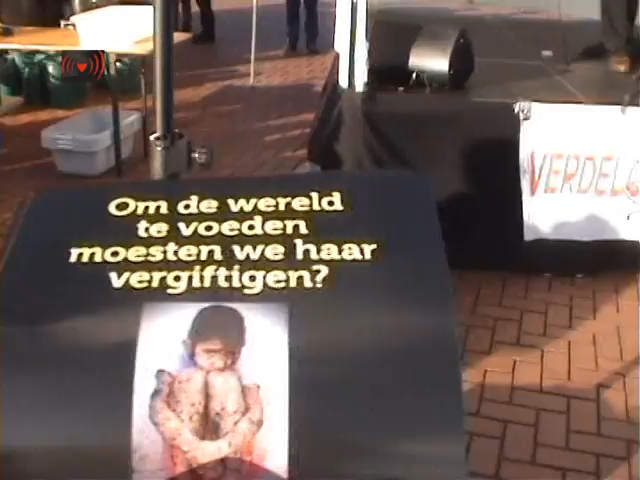 Om de wereld
te voeden
moesten we haar
vergiftigen?